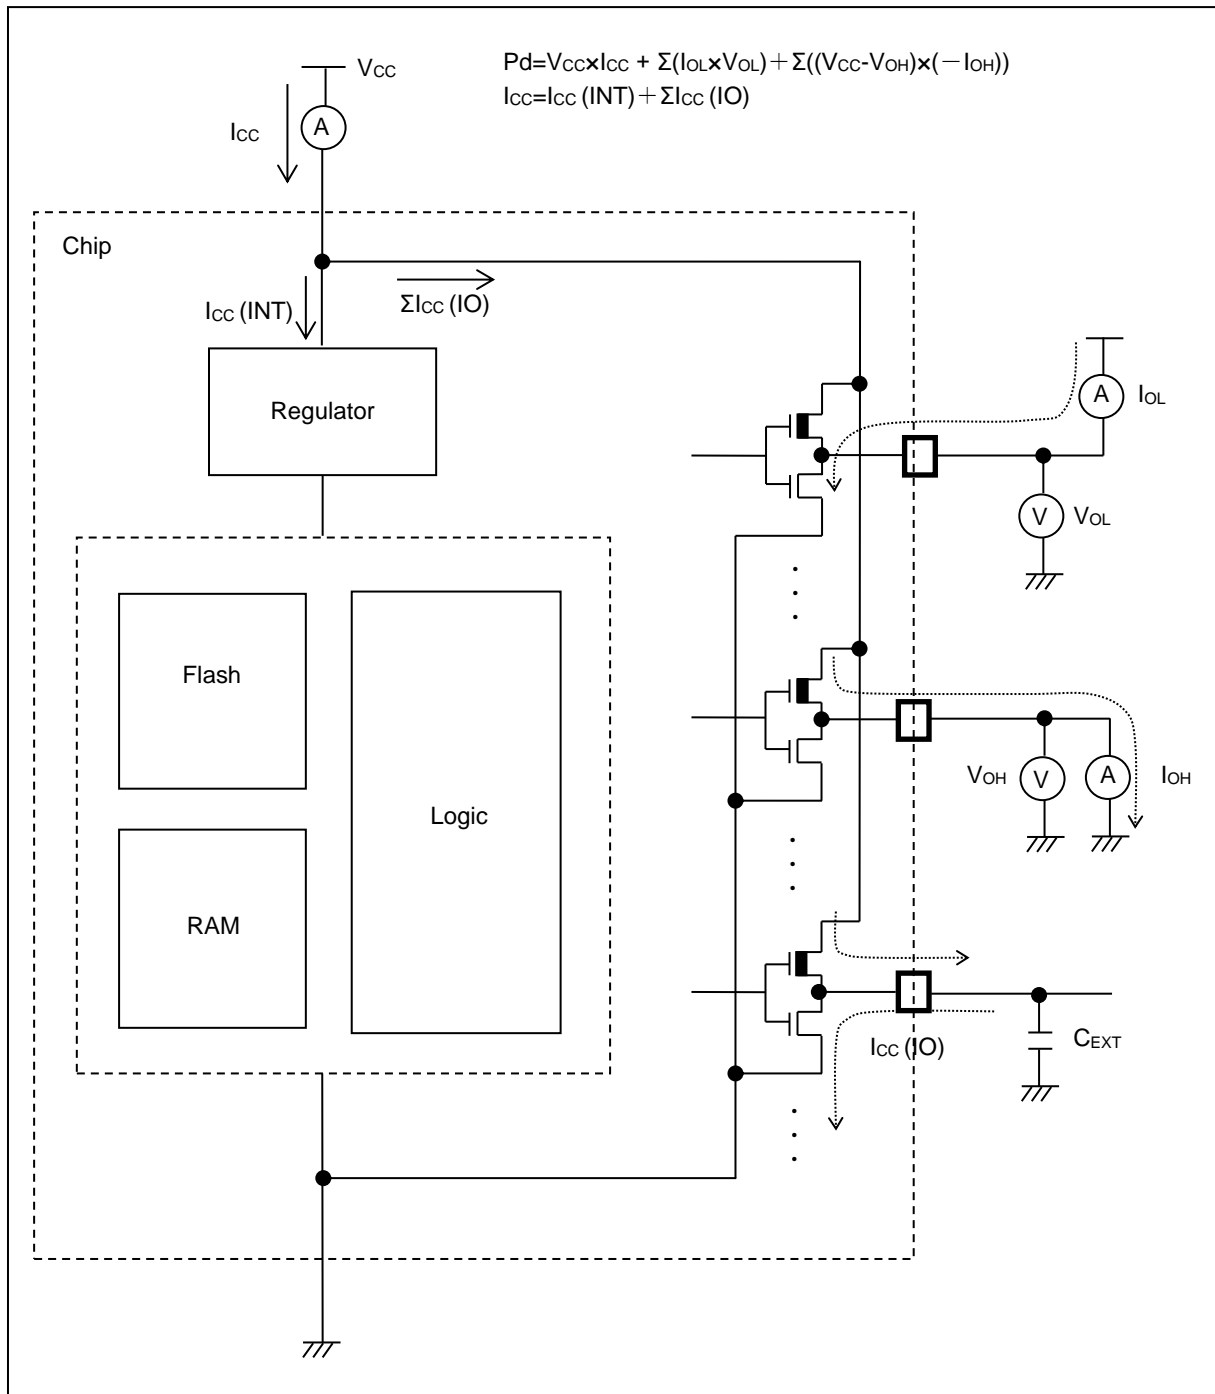 Pd=VCC×ICC + Σ(IOL×VOL)+Σ((VCC-VOH)×(-IOH))
ICC=ICC (INT)+ΣICC (IO)
VCC
A
ICC
Chip
ICC (INT)
ΣICC (IO)
Regulator
A
IOL
V
VOL
Flash
Logic
RAM
VOH
V
A
IOH
ICC (IO)
CEXT